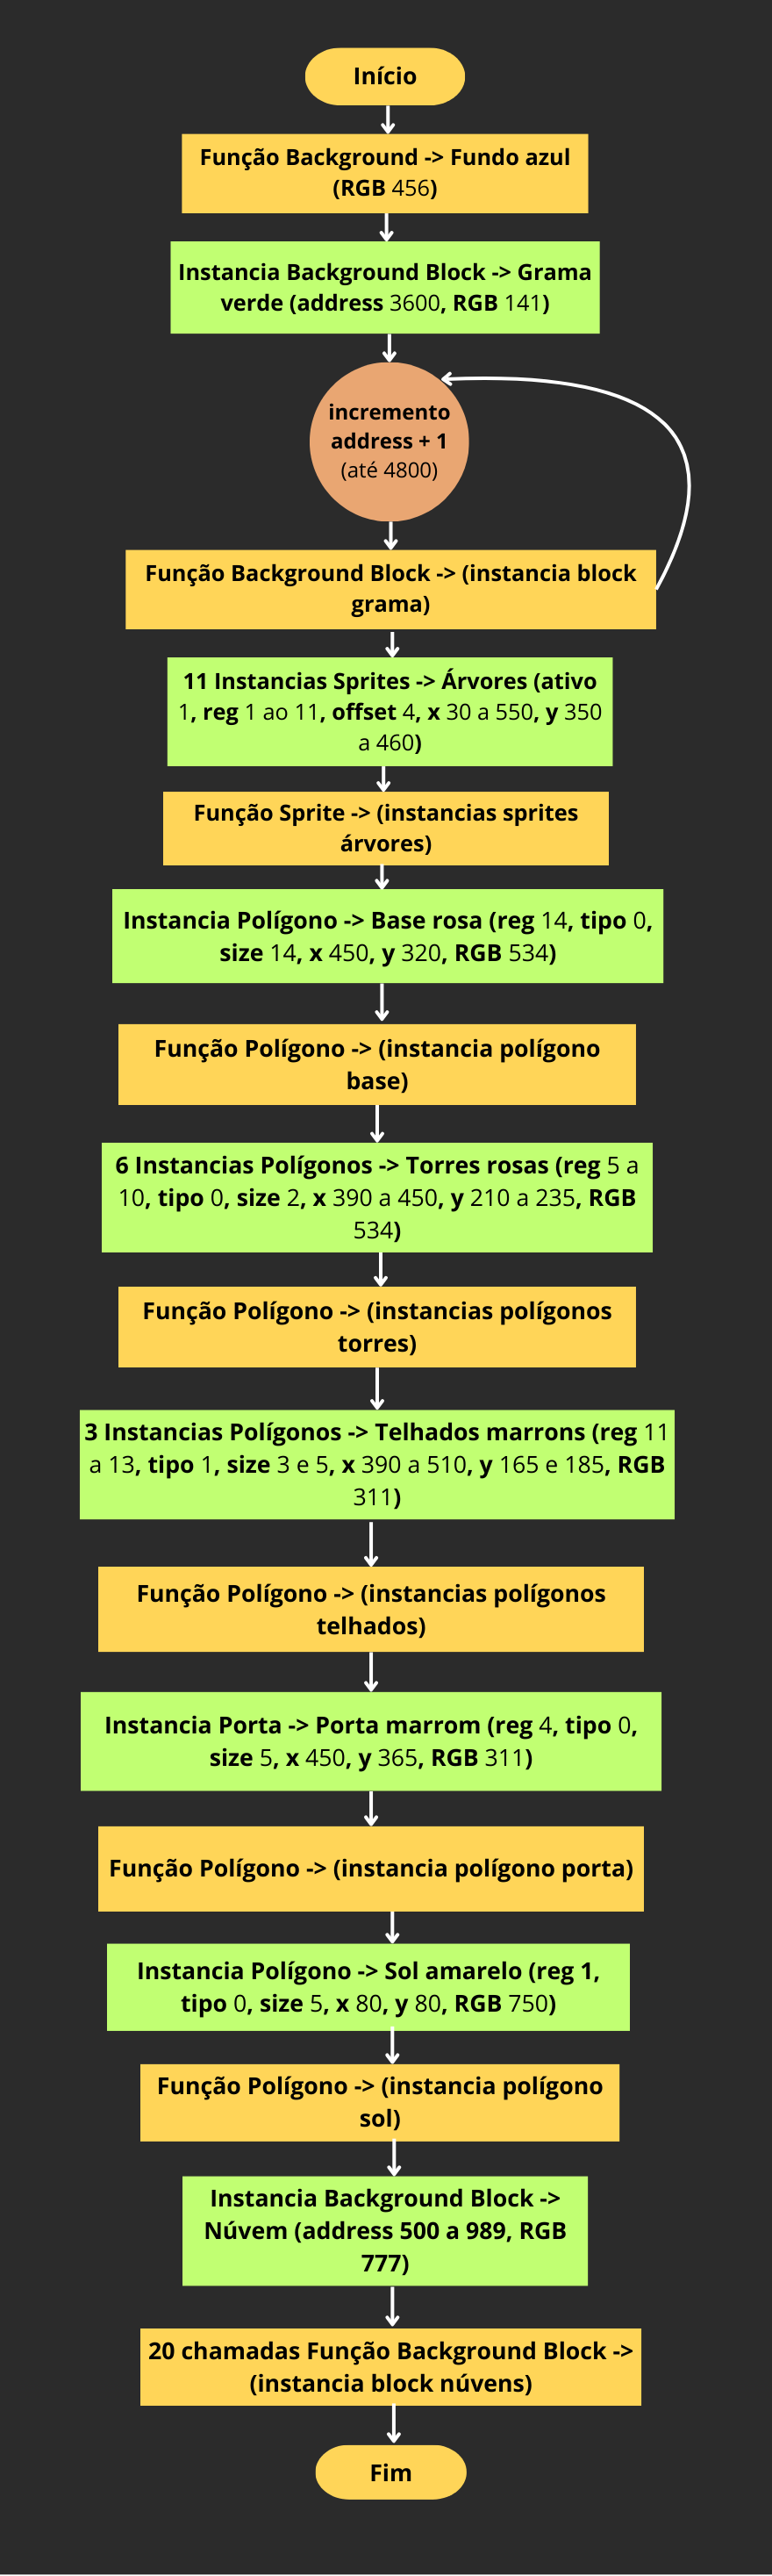 Início
Função Background -> Fundo azul
(RGB 456)
Instancia Background Block -> Grama
verde (address 3600, RGB 141)
incremento
address + 1
(até 4800)
Função Background Block -> (instancia block
grama)
11 Instancias Sprites -> Árvores (ativo
1, reg 1 ao 11, offset 4, x 30 a 550, y 350
a 460)
Função Sprite -> (instancias sprites
árvores)
Instancia Polígono -> Base rosa (reg 14, tipo 0,
size 14, x 450, y 320, RGB 534)
Função Polígono -> (instancia polígono
base)
6 Instancias Polígonos -> Torres rosas (reg 5 a
10, tipo 0, size 2, x 390 a 450, y 210 a 235, RGB
534)
Função Polígono -> (instancias polígonos
torres)
3 Instancias Polígonos -> Telhados marrons (reg 11
a 13, tipo 1, size 3 e 5, x 390 a 510, y 165 e 185, RGB
311)
Função Polígono -> (instancias polígonos
telhados)
Instancia Porta -> Porta marrom (reg 4, tipo 0,
size 5, x 450, y 365, RGB 311)
Função Polígono -> (instancia polígono porta)
Instancia Polígono -> Sol amarelo (reg 1,
tipo 0, size 5, x 80, y 80, RGB 750)
Função Polígono -> (instancia polígono
sol)
Instancia Background Block ->
Núvem (address 500 a 989, RGB
777)
20 chamadas Função Background Block ->
(instancia block núvens)
Fim